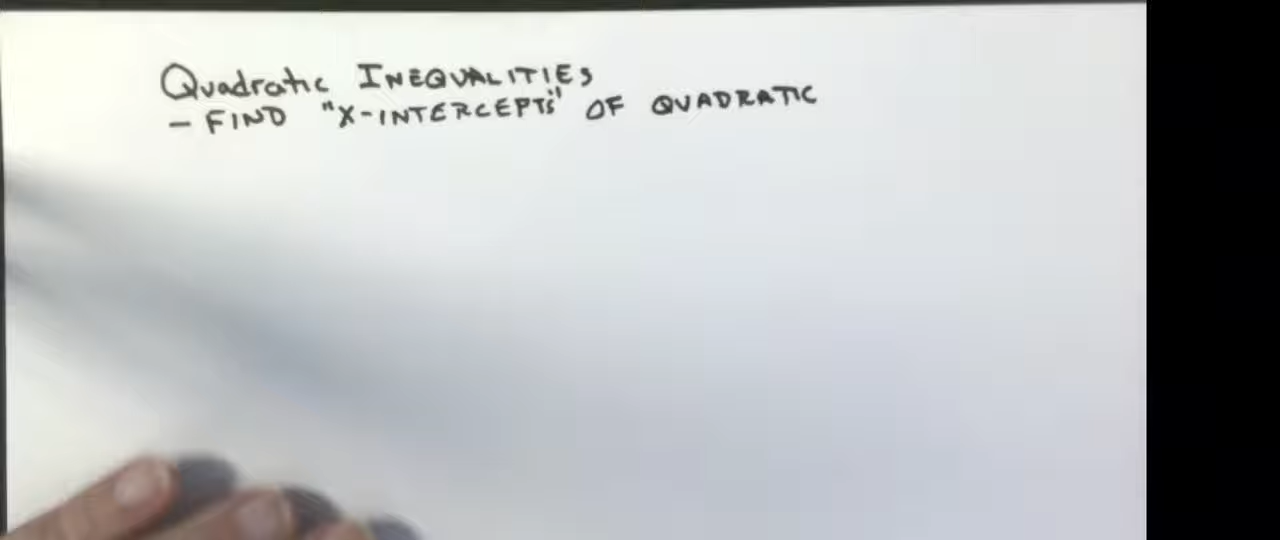 Quadratic INEQUALITIES
- FIND "X-INTERCEPTS" OF QUADRATIC